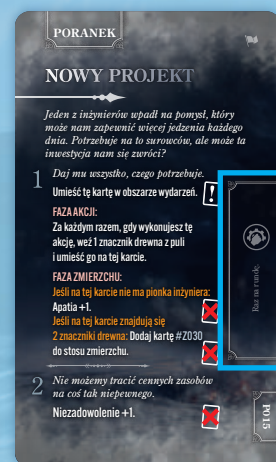 PORANEK
NOWY PROJEKT
Jeden z inżynierów wpadł na pomysł, który
może nam zapewnić więcej jedzenia każdego
dnia. Potrzebuje na to surowców, ale może ta
inwestycja nam się zwróci?
1 Daj mu wszystko, czego potrzebuje.
Umieść tę kartę w obszarze wydarzeń.
FAZA AKCJI:
Za każdym razem, gdy wykonujesz tę
akcję, weź 1 znacznik drewna z puli
i umieść go na tej karcie.
FAZA ZMIERZCHU:
Jeśli na tej karcie nie ma pionka inżyniera:
Apatia +1.
Jeśli na tej karcie znajdują się
2 znaczniki drewna: Dodaj kartę #Z030
do stosu zmierzchu.
2 Nie możemy tracić cennych zasobów
na coś tak niepewnego.
Niezadowolenie +1.
Raz na rundę.
P015